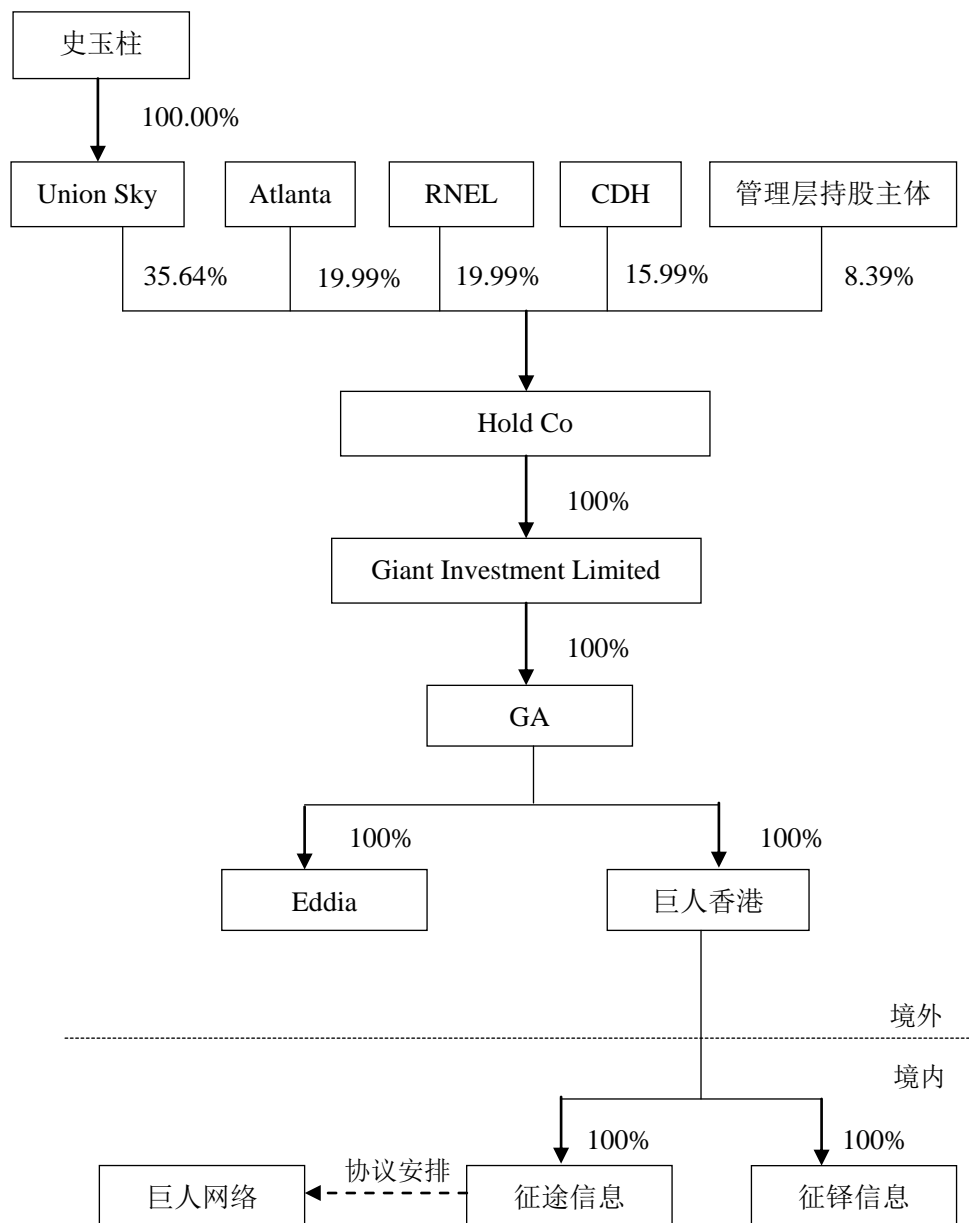 史玉柱
100.00%
Union Sky
Atlanta
RNEL
CDH
管理层持股主体
35.64%
19.99%
19.99%
15.99%
8.39%
Hold Co
100%
Giant Investment Limited
100%
GA
100%
100%
Eddia
巨人香港
境外
境内
100%
100%
协议安排
巨人网络
征途信息
征铎信息